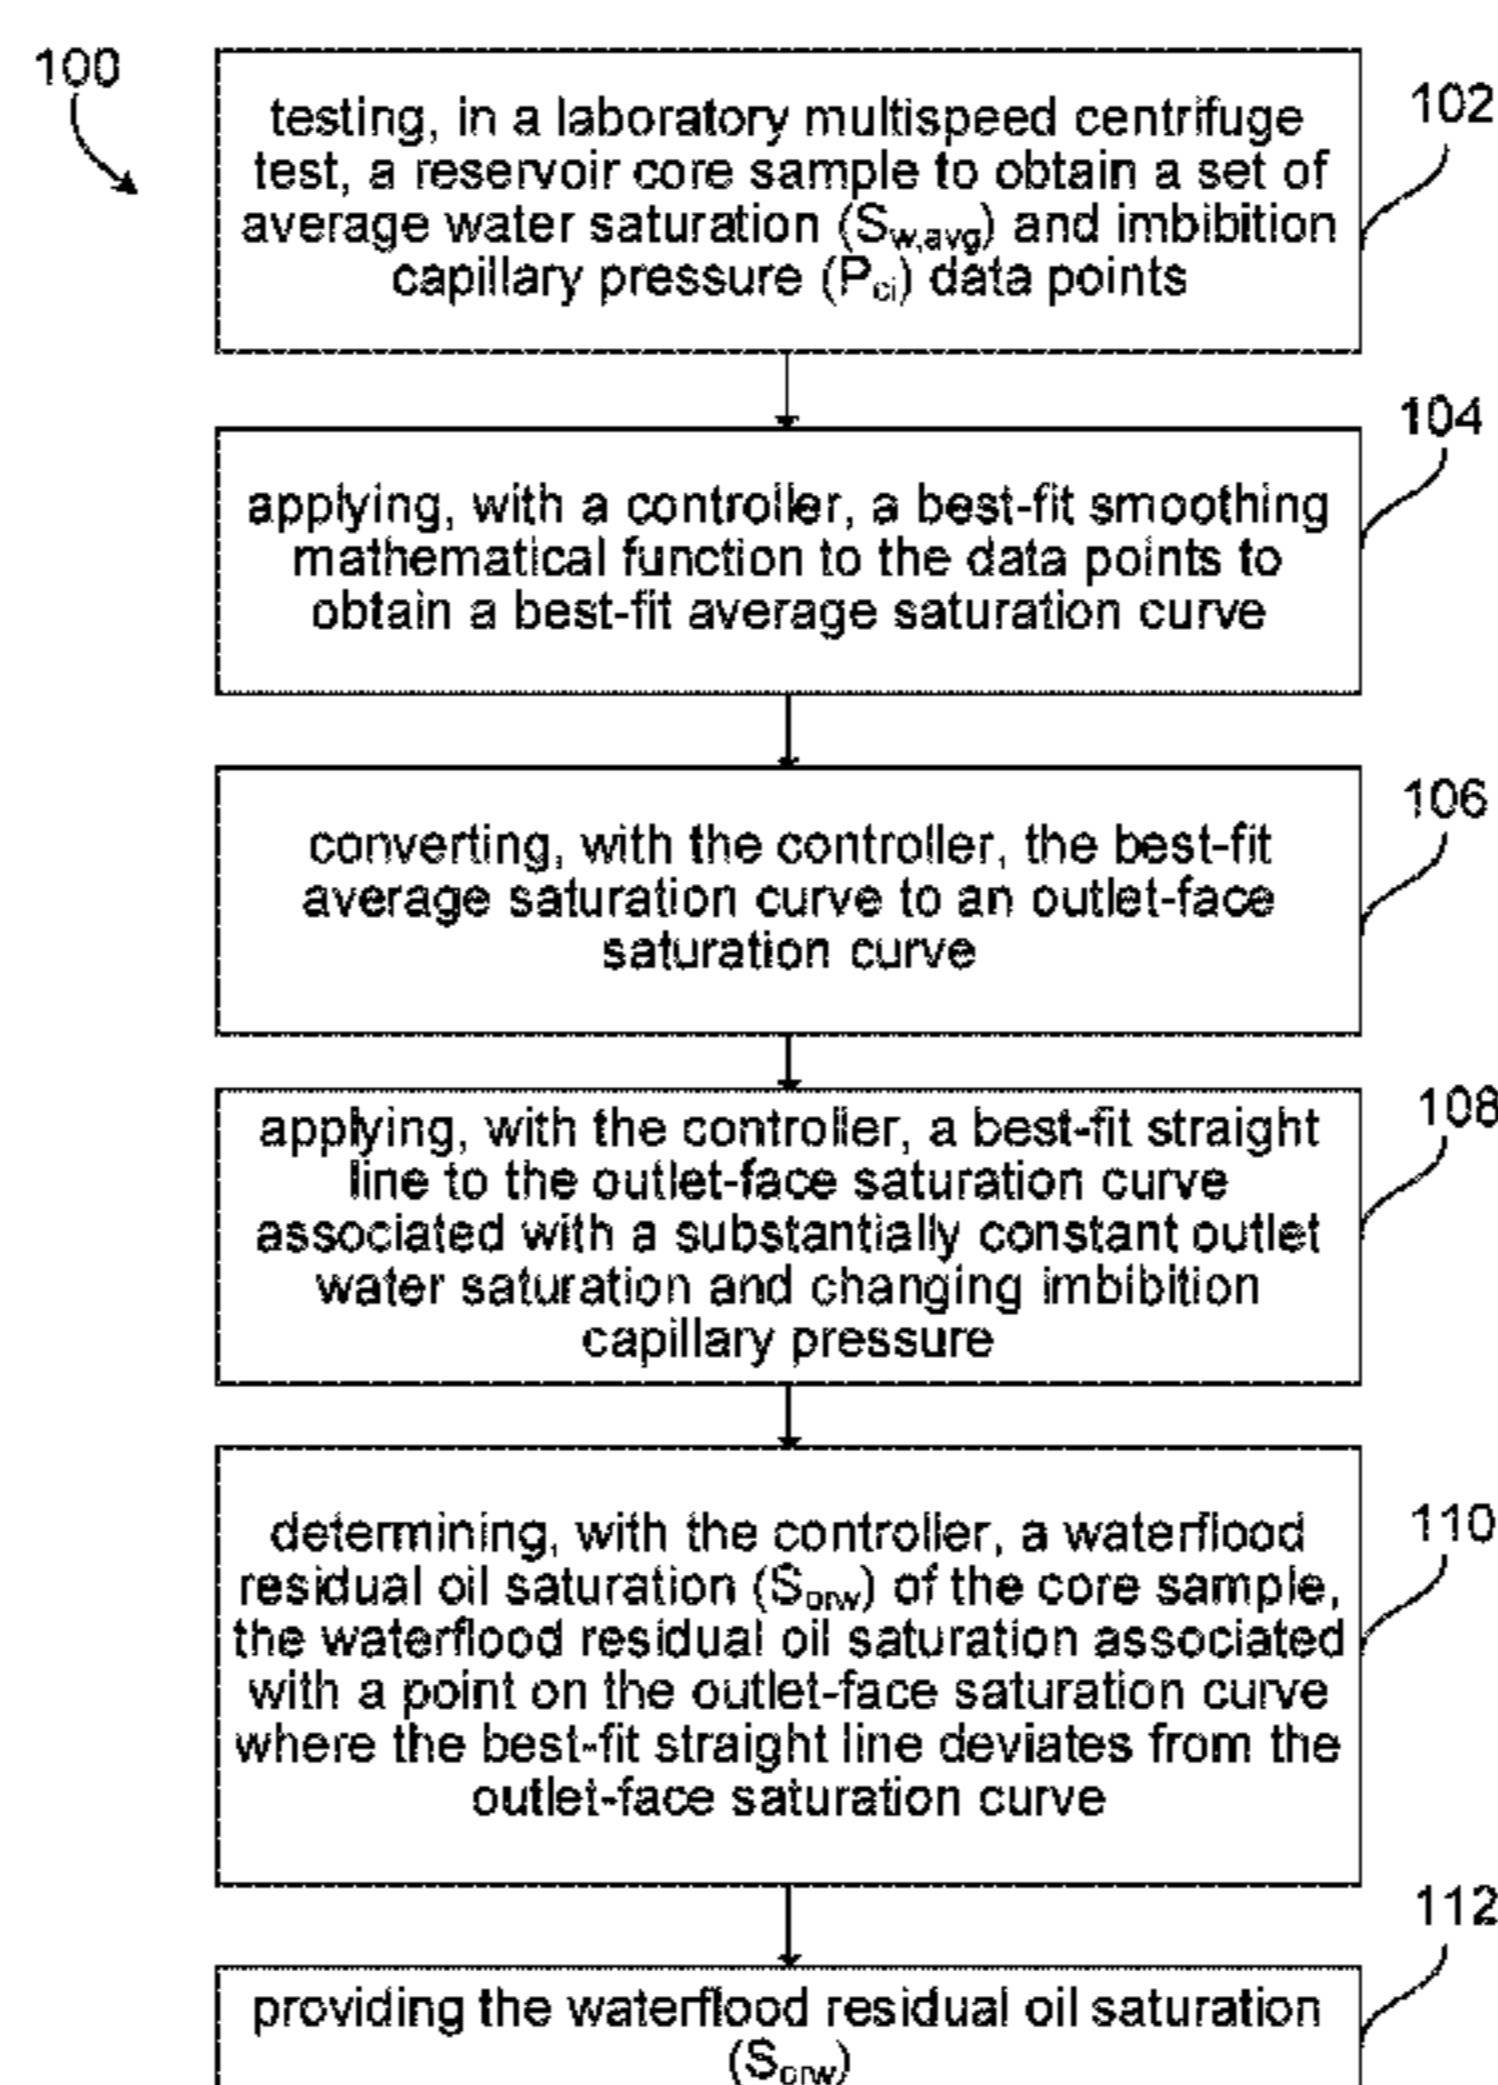 100
102
testing, in a laboratory multispeed centrifuge
test, a reservoir core sample to obtain a set of
average water saturation (Sw,avg) and imbibition
capillary pressure (Pci) data points
104
applying, with a controller, a best-fit smoothing
mathematical function to the data points to
obtain a best-fit average saturation curve
106
converting, with the controller, the best-fit
average saturation curve to an outlet-face
saturation curve
108
applying, with the controller, a best-fit straight
line to the outlet-face saturation curve
associated with a substantially constant outlet
water saturation and changing imbibition
capillary pressure
110
determining, with the controller, a waterflood
residual oil saturation (Sorw) of the core sample,
the waterflood residual oil saturation associated
with a point on the outlet-face saturation curve
where the best-fit straight line deviates from the
outlet-face saturation curve
112
providing the waterflood residual oil saturation
(Sorw)